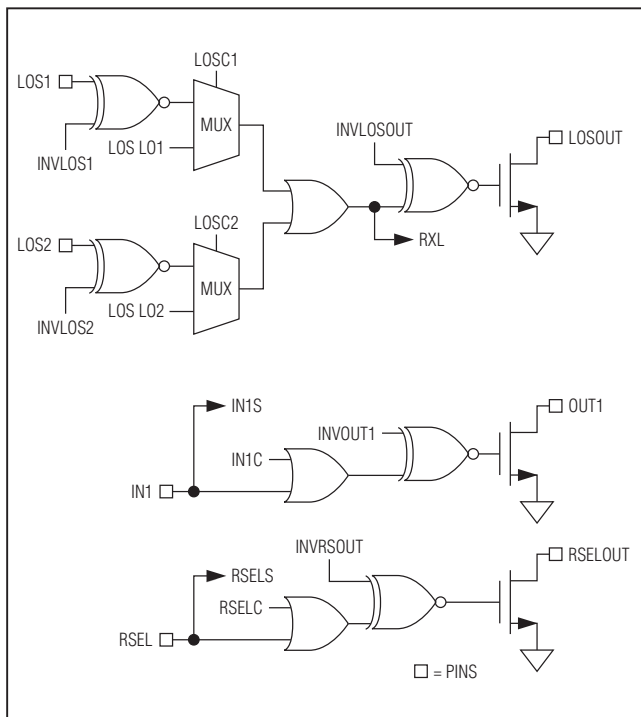 LOSC1
LOS1
MUX
INVLOS1
LOS LO1
INVLOSOUT
LOSOUT
RXL
LOSC2
LOS2
MUX
INVLOS2
LOS LO2
IN1S
OUT1
INVOUT1
IN1C
IN1
INVRSOUT
RSELOUT
RSELS
RSELC
RSEL
= PINS